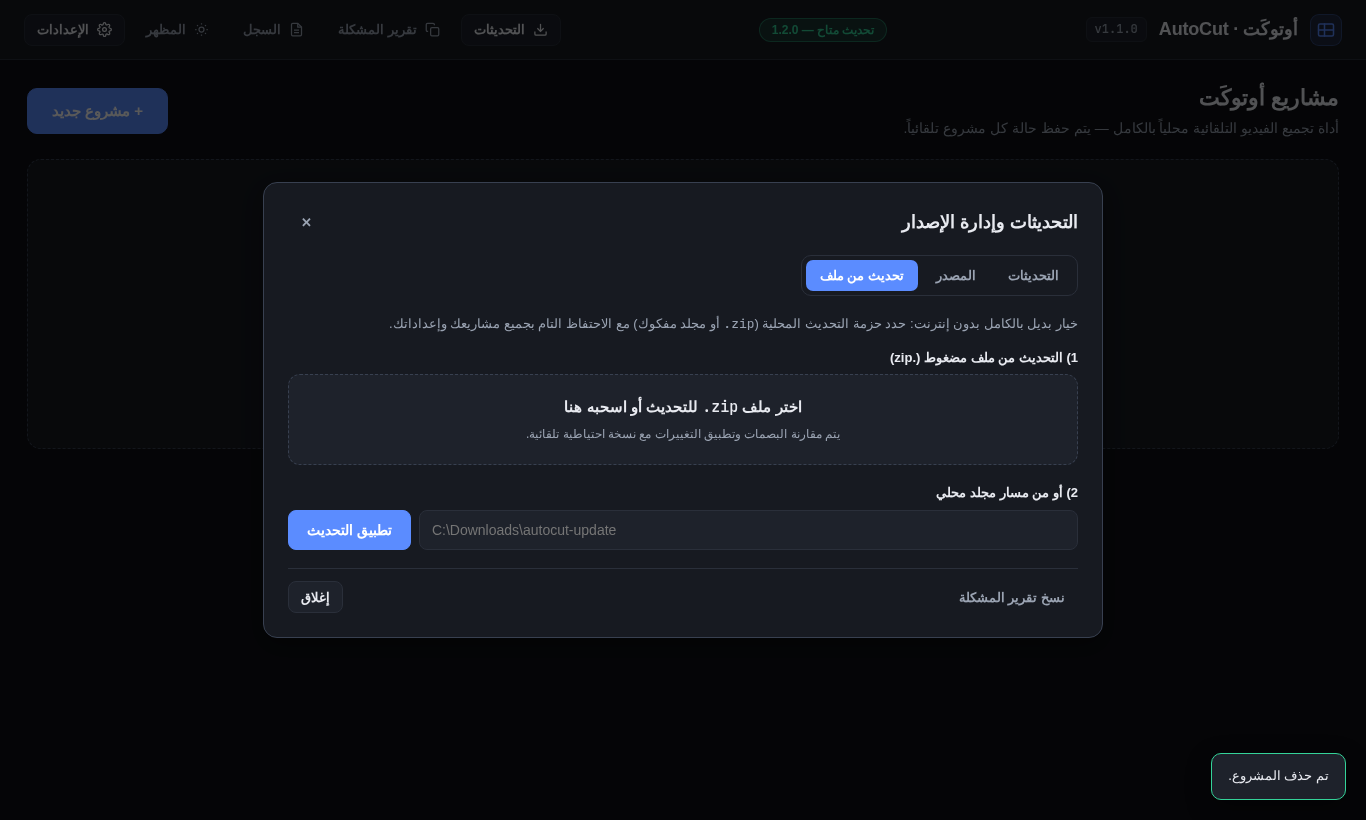 أوتوكَت · AutoCut
v1.1.0
تحديث متاح — 1.2.0
التحديثات
تقرير المشكلة
السجل
المظهر
الإعدادات
مشاريع أوتوكَت
أداة تجميع الفيديو التلقائية محلياً بالكامل — يتم حفظ حالة كل مشروع تلقائياً.
+ مشروع جديد
التحديثات وإدارة الإصدار
×
التحديثات
المصدر
تحديث من ملف
خيار بديل بالكامل بدون إنترنت: حدد حزمة التحديث المحلية (.zip أو مجلد مفكوك) مع الاحتفاظ التام بجميع مشاريعك وإعداداتك.
1) التحديث من ملف مضغوط (.zip)
اختر ملف .zip للتحديث أو اسحبه هنا
يتم مقارنة البصمات وتطبيق التغييرات مع نسخة احتياطية تلقائية.
2) أو من مسار مجلد محلي
C:\Downloads\autocut-update
تطبيق التحديث
نسخ تقرير المشكلة
إغلاق
تم حذف المشروع.